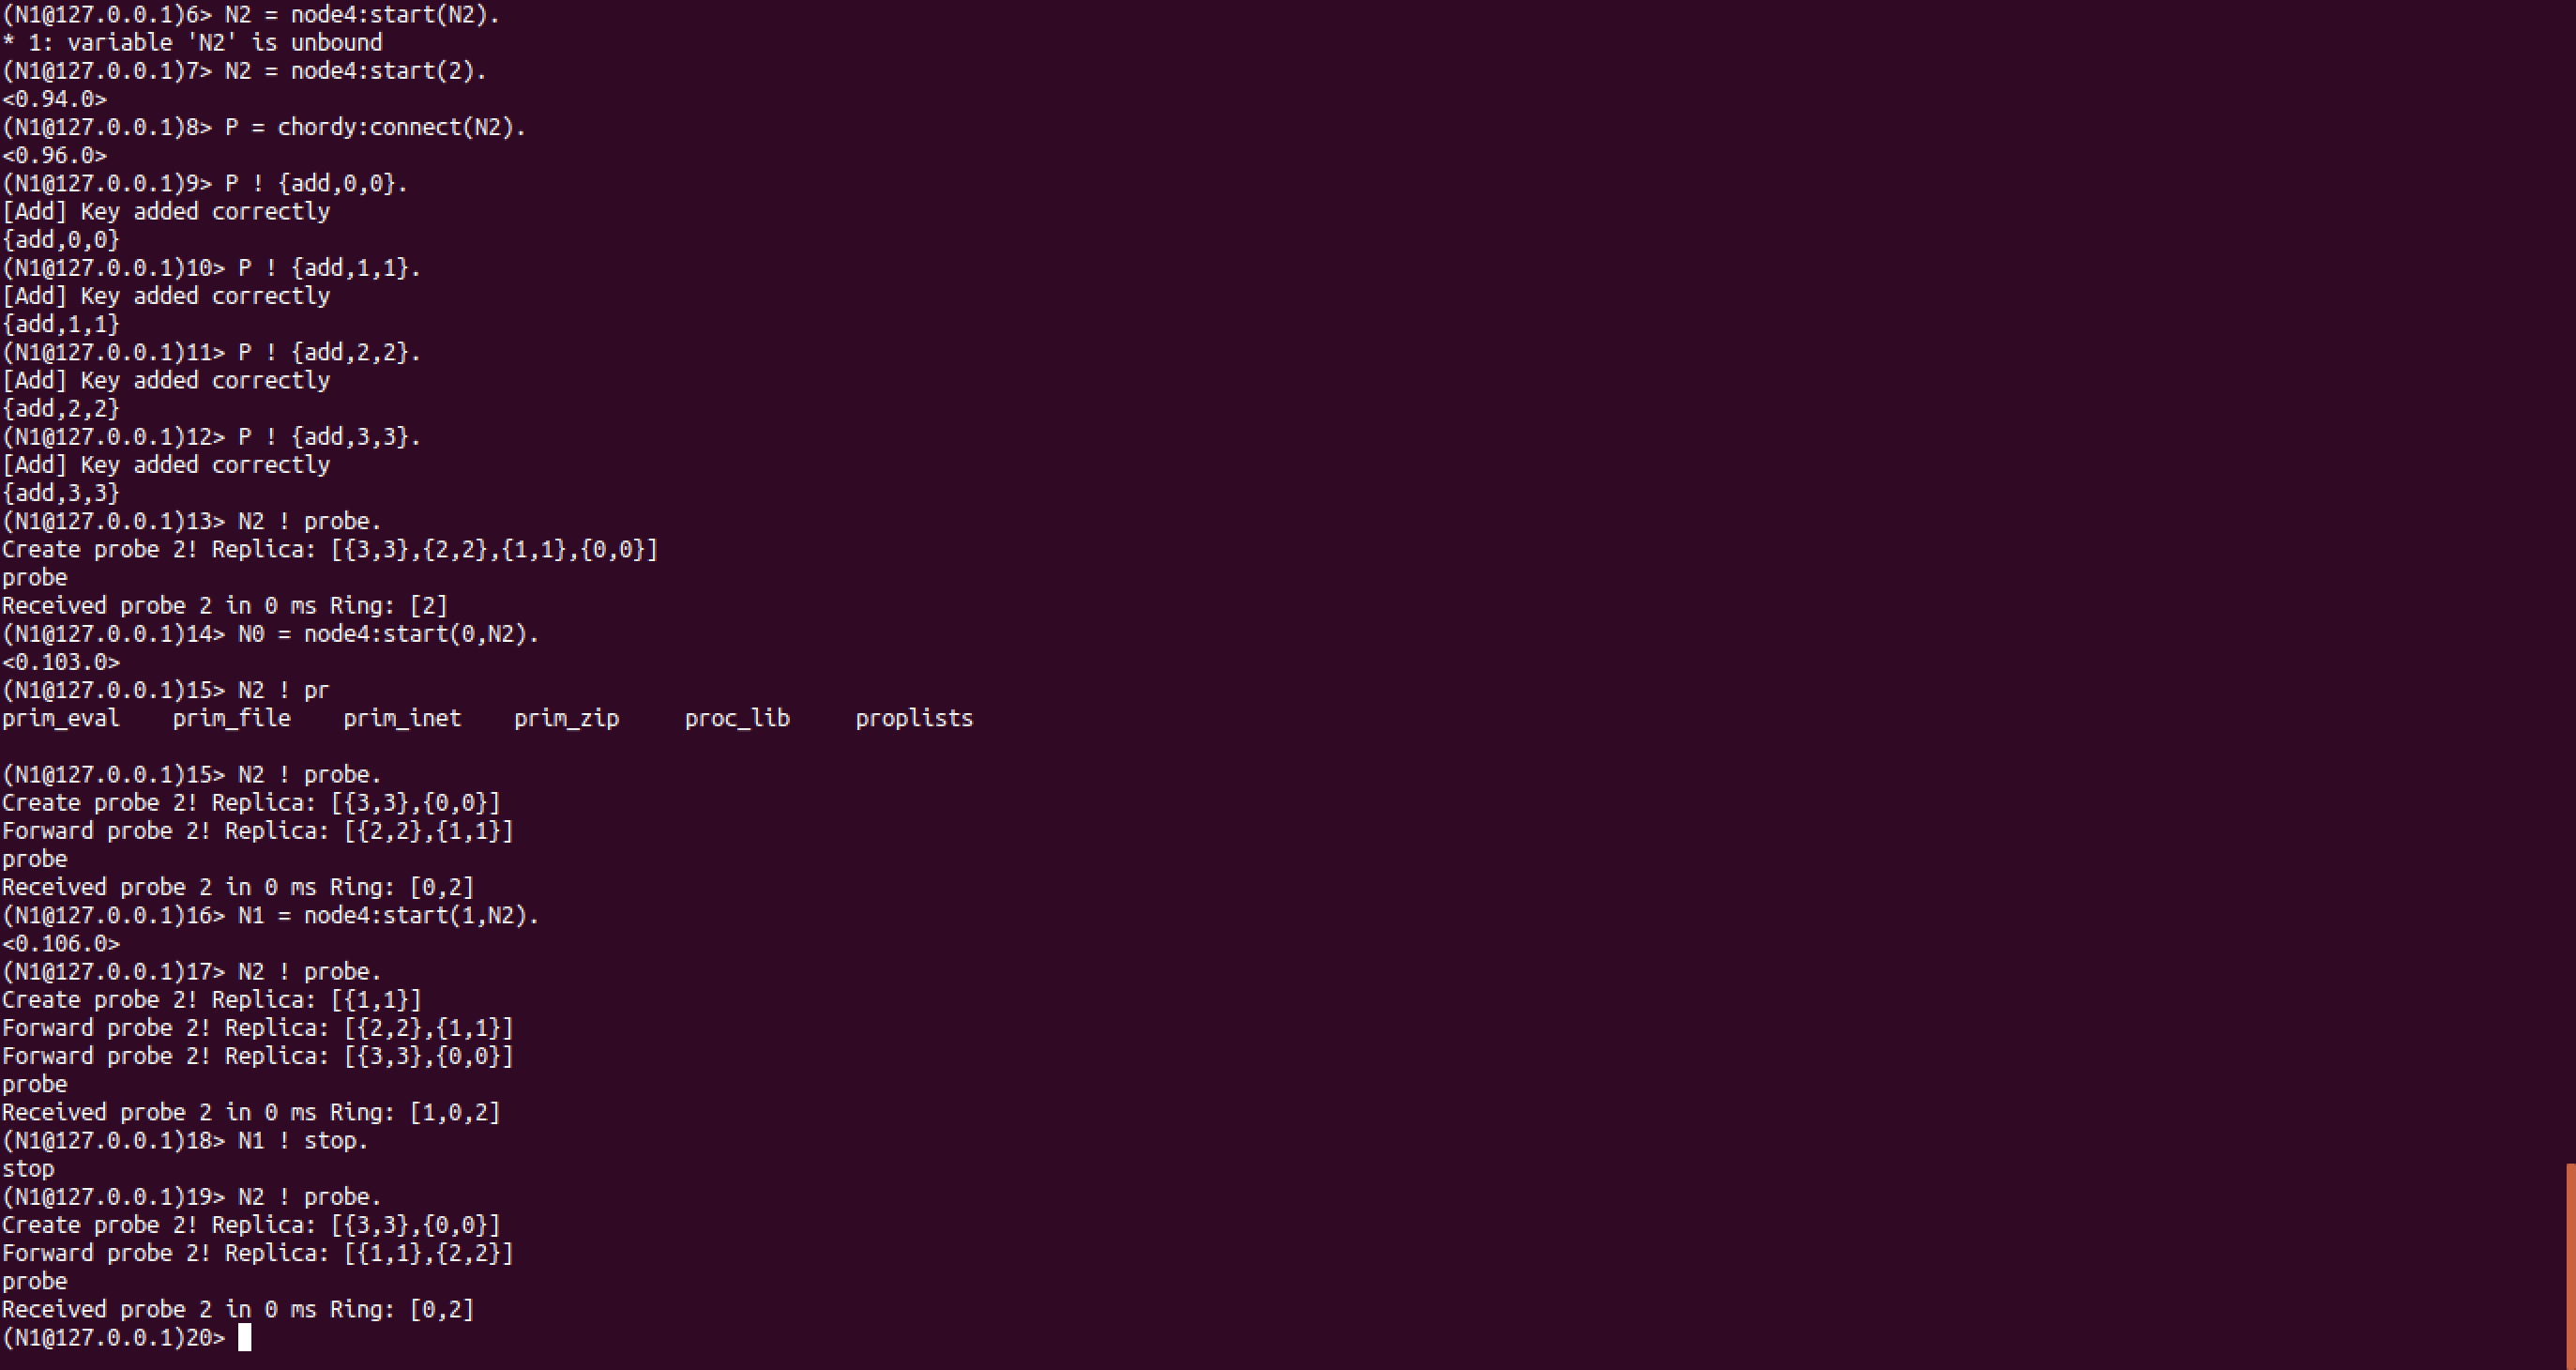 (N1@127.0.0.1)6> N2 = node4:start(N2).
* 1: variable 'N2' is unbound
(N1@127.0.0.1)7> N2 = node4:start(2).
<0.94.0>
(N1@127.0.0.1)8> P = chordy:connect(N2).
<0.96.0>
(N1@127.0.0.1)9> P ! {add,0,0}.
[Add] Key added correctly
{add,0,0}
(N1@127.0.0.1)10> P ! {add,1,1}.
[Add] Key added correctly
{add,1,1}
(N1@127.0.0.1)11> P ! {add,2,2}.
[Add] Key added correctly
{add,2,2}
(N1@127.0.0.1)12> P ! {add,3,3}.
[Add] Key added correctly
{add,3,3}
(N1@127.0.0.1)13> N2 ! probe.
Create probe 2! Replica: [{3,3},{2,2},{1,1},{0,0}]
probe
Received probe 2 in 0 ms Ring: [2]
(N1@127.0.0.1)14> N0 = node4:start(0,N2).
<0.103.0>
(N1@127.0.0.1)15> N2 ! pr
prim_eval    prim_file    prim_inet    prim_zip     proc_lib     proplists
(N1@127.0.0.1)15> N2 ! probe.
Create probe 2! Replica: [{3,3},{0,0}]
Forward probe 2! Replica: [{2,2},{1,1}]
probe
Received probe 2 in 0 ms Ring: [0,2]
(N1@127.0.0.1)16> N1 = node4:start(1,N2).
<0.106.0>
(N1@127.0.0.1)17> N2 ! probe.
Create probe 2! Replica: [{1,1}]
Forward probe 2! Replica: [{2,2},{1,1}]
Forward probe 2! Replica: [{3,3},{0,0}]
probe
Received probe 2 in 0 ms Ring: [1,0,2]
(N1@127.0.0.1)18> N1 ! stop.
stop
(N1@127.0.0.1)19> N2 ! probe.
Create probe 2! Replica: [{3,3},{0,0}]
Forward probe 2! Replica: [{1,1},{2,2}]
probe
Received probe 2 in 0 ms Ring: [0,2]
(N1@127.0.0.1)20>